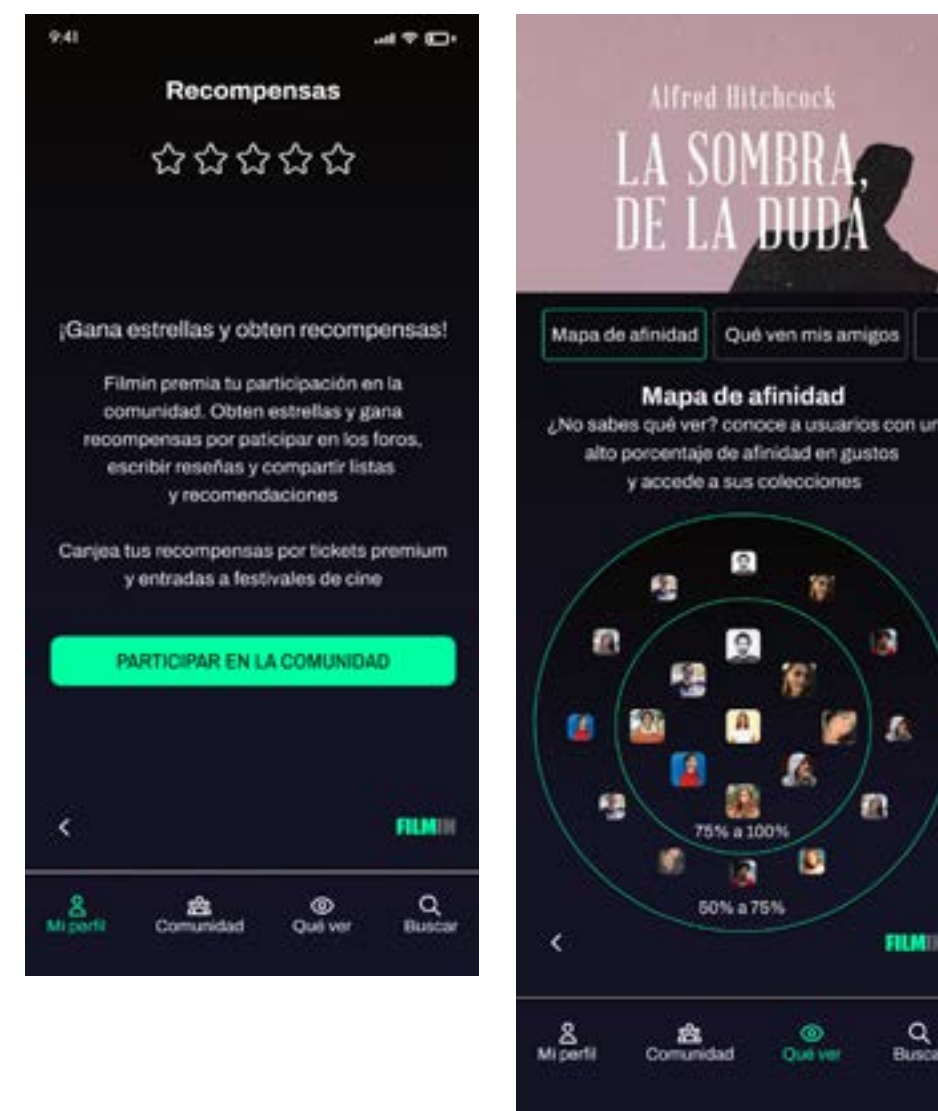 9:41
Recompensas
¡Gana estrellas y obten recompensas!
Filmin premia tu participación en la
comunidad. Obten estrellas y gana
recompensas por paticipar en los foros,
escribir reseñas y compartir listas
y recomendaciones
Canjea tus recompensas por tickets premium
y entradas a festivales de cine
PARTICIPAR EN LA COMUNIDAD
FILMIN
Mi perfil Comunidad Qué ver Buscar
Alfred Hitchcock
LA SOMBRA,
DE LA DUDA
Mapa de afinidad Qué ven mis amigos
Mapa de afinidad
¿No sabes qué ver? conoce a usuarios con un
alto porcentaje de afinidad en gustos
y accede a sus colecciones
75% a 100%
50% a 75%
FILMIN
Mi perfil Comunidad Qué ver Busca